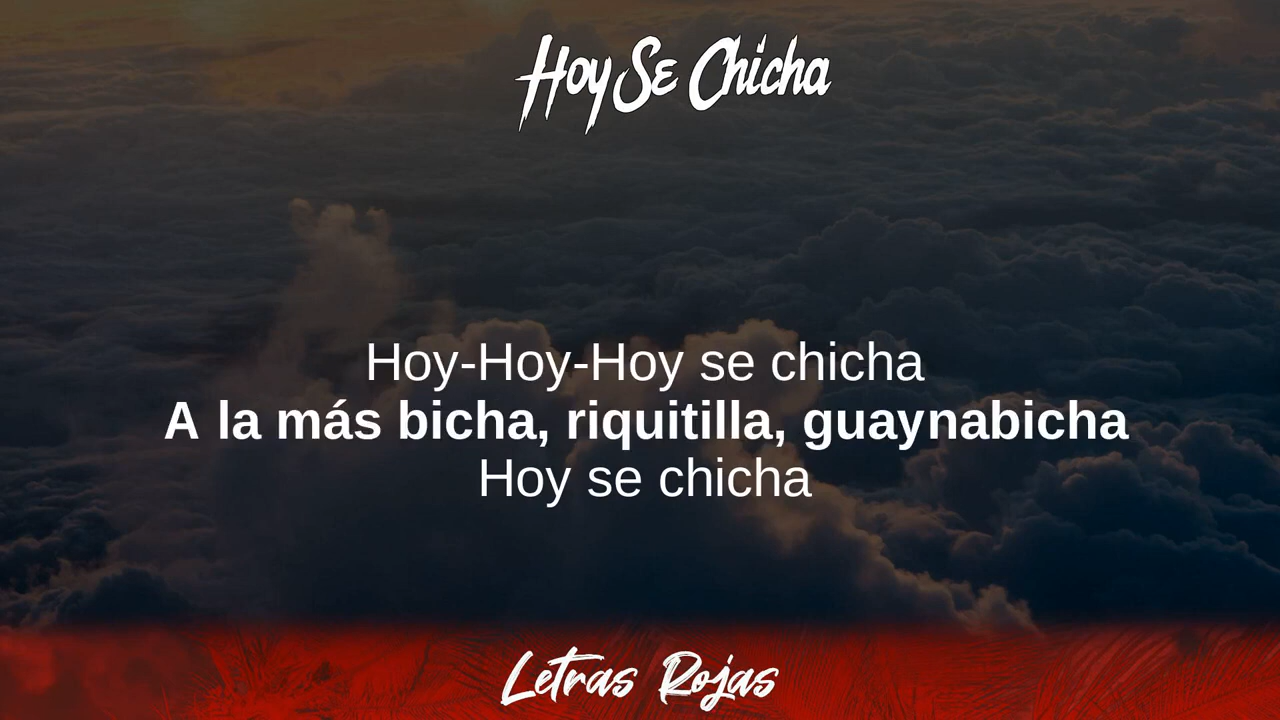 Hoy Se Chicha
Hoy-Hoy-Hoy se chicha
A la más bicha, riquitilla, guaynabicha
Hoy se chicha
Letras Rojas